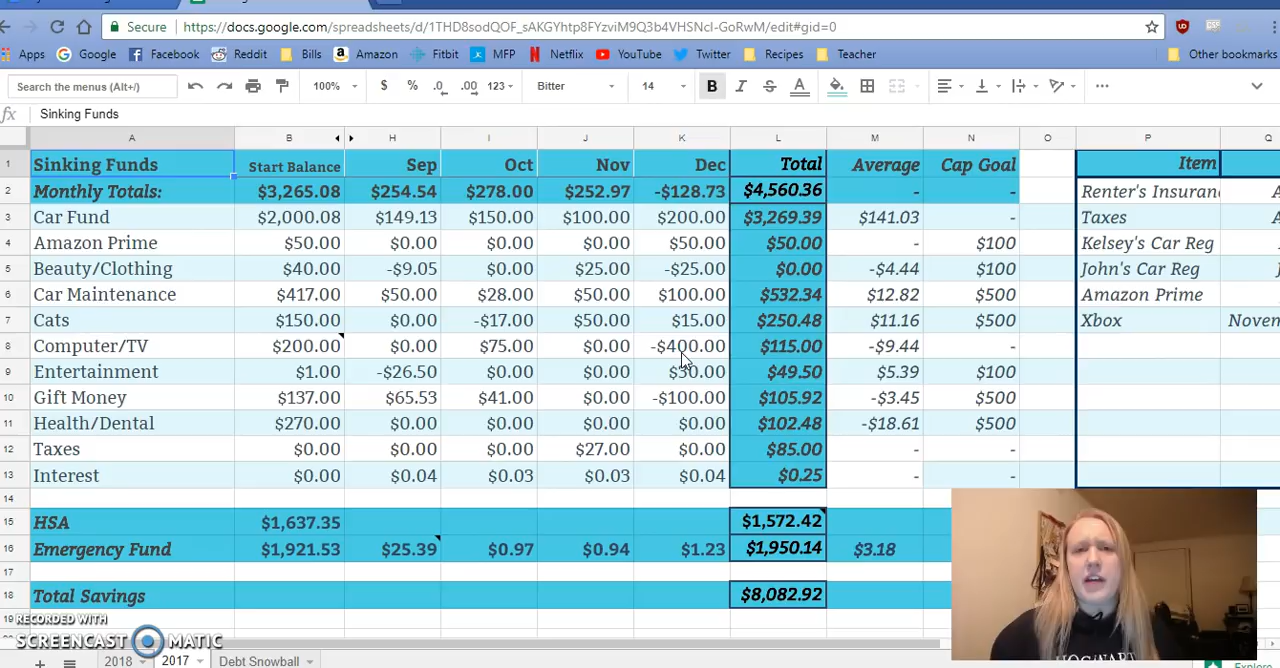 Secure https://docs.google.com/spreadsheets/d/1THD8sodQOF_sAKGYhtp8FYzviM9Q3b4VHSNcI-GoRwM/edit#gid=0
Apps Google Facebook Reddit Bills Amazon Fitbit MFP Netflix YouTube Twitter Recipes Teacher Other bookmarks
Search the menus (Alt+/) 100% $ % .0 .00 123 Bitter 14 B I A
fx Sinking Funds
A B H I J K L M N O P Q
1 Sinking Funds Start Balance Sep Oct Nov Dec Total Average Cap Goal Item
2 Monthly Totals: $3,265.08 $254.54 $278.00 $252.97 -$128.73 $4,560.36 - - Renter's Insuran
3 Car Fund $2,000.08 $149.13 $150.00 $100.00 $200.00 $3,269.39 $141.03 - Taxes
4 Amazon Prime $50.00 $0.00 $0.00 $0.00 $50.00 $50.00 - $100 Kelsey's Car Reg
5 Beauty/Clothing $40.00 -$9.05 $0.00 $25.00 -$25.00 $0.00 -$4.44 $100 John's Car Reg
6 Car Maintenance $417.00 $50.00 $28.00 $50.00 $100.00 $532.34 $12.82 $500 Amazon Prime
7 Cats $150.00 $0.00 -$17.00 $50.00 $15.00 $250.48 $11.16 $500 Xbox Novem
8 Computer/TV $200.00 $0.00 $75.00 $0.00 -$400.00 $115.00 -$9.44 -
9 Entertainment $1.00 -$26.50 $0.00 $0.00 $49.50 $5.39 $100
10 Gift Money $137.00 $65.53 $41.00 $0.00 -$100.00 $105.92 -$3.45 $500
11 Health/Dental $270.00 $0.00 $0.00 $0.00 $0.00 $102.48 -$18.61 $500
12 Taxes $0.00 $0.00 $0.00 $27.00 $0.00 $85.00 - -
13 Interest $0.00 $0.04 $0.03 $0.03 $0.04 $0.25 - -
14
15 HSA $1,637.35 $1,572.42
16 Emergency Fund $1,921.53 $25.39 $0.97 $0.94 $1.23 $1,950.14 $3.18
17
18 Total Savings $8,082.92
19
RECORDED WITH
SCREENCAST MATIC
2018 2017 Debt Snowball Explore